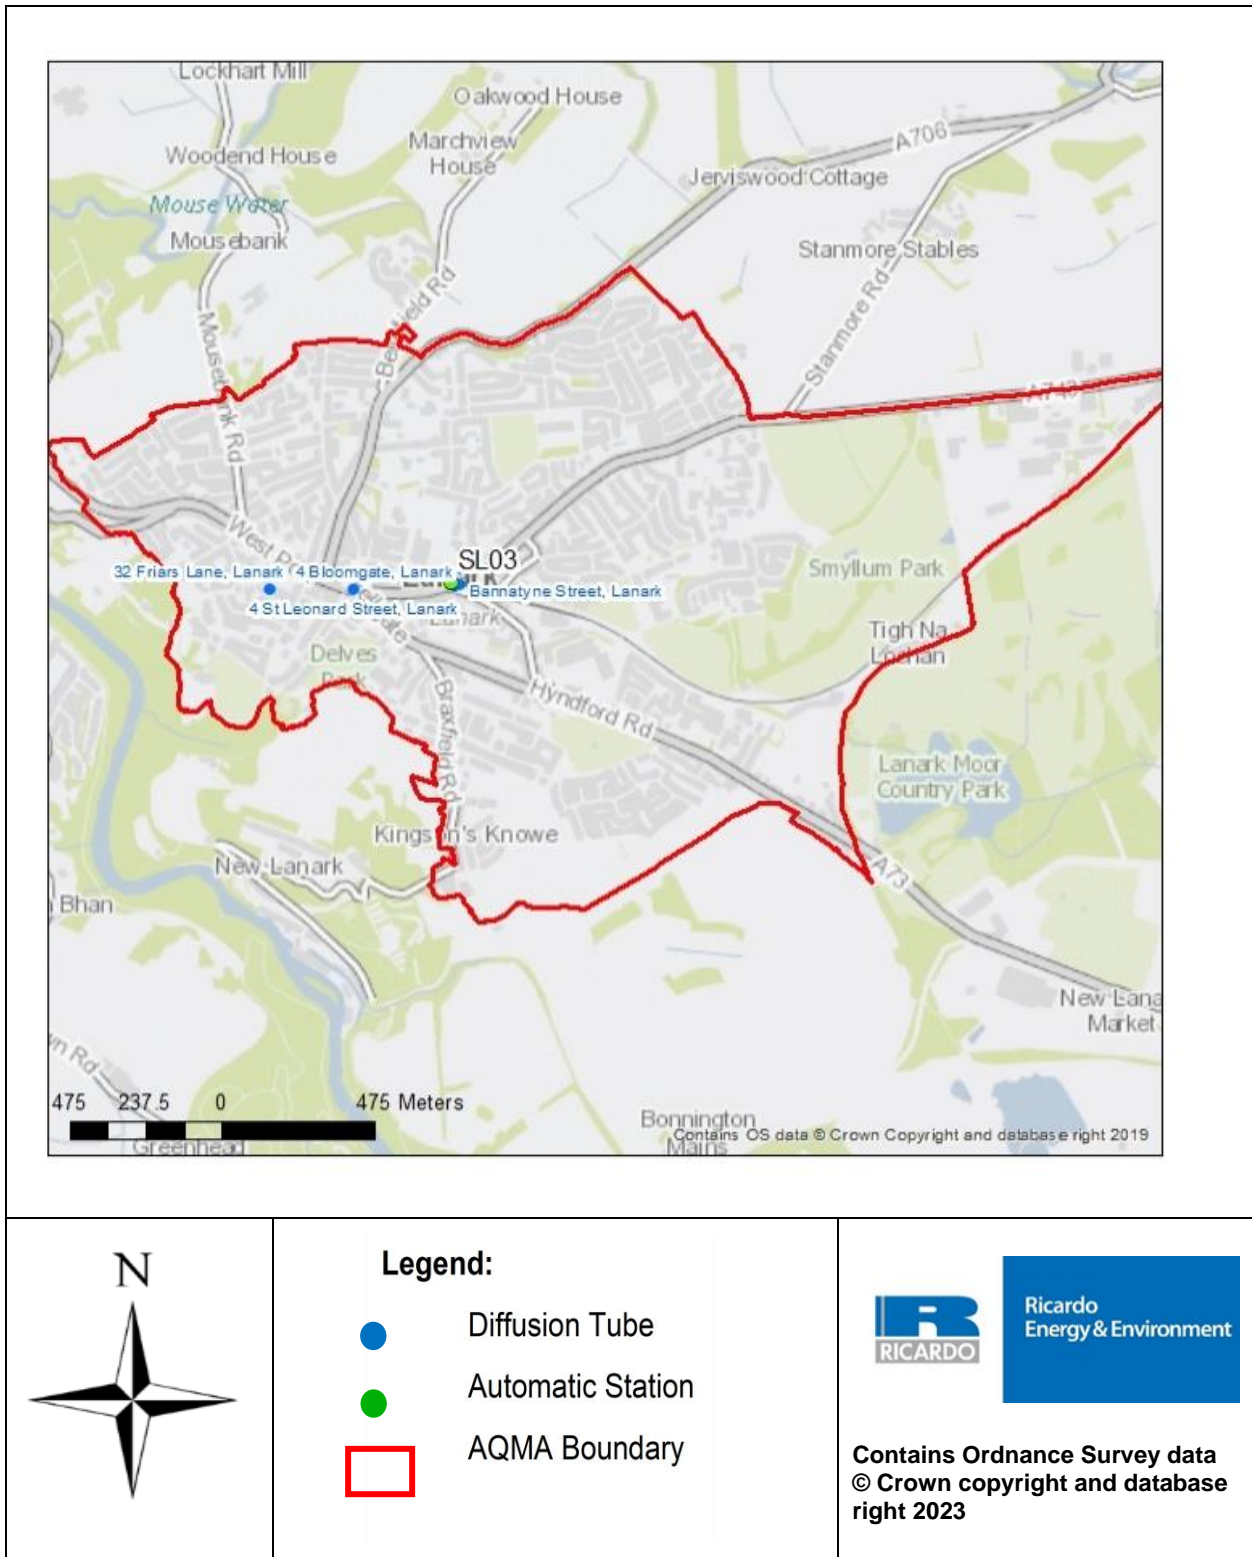 Lockhart Mill
Oakwood House
Marchview
House
A706
Woodend House
Jerviswood Cottage
Mouse Water
Mousebank
Stanmore Stables
Rd
Mousebank Rd
Stanmore Rd
A743
West
SL03
32 Friars Lane, Lanark
4 Bloomgate, Lanark
Bannatyne Street, Lanark
4 St Leonard Street, Lanark
Lanark
Smyllum Park
Tigh Na
Lochan
Delves
Park
Braxfield Rd
Hyndford Rd
Lanark Moor
Country Park
New Lanark
A73
Bhan
New Lana
Market
wn Rd
475 237.5 0 475 Meters
Greenhead
Bonnington
Mains
Contains OS data © Crown Copyright and database right 2019
N
Legend:
Diffusion Tube
Automatic Station
AQMA Boundary
RICARDO
Ricardo
Energy & Environment
Contains Ordnance Survey data
© Crown copyright and database
right 2023